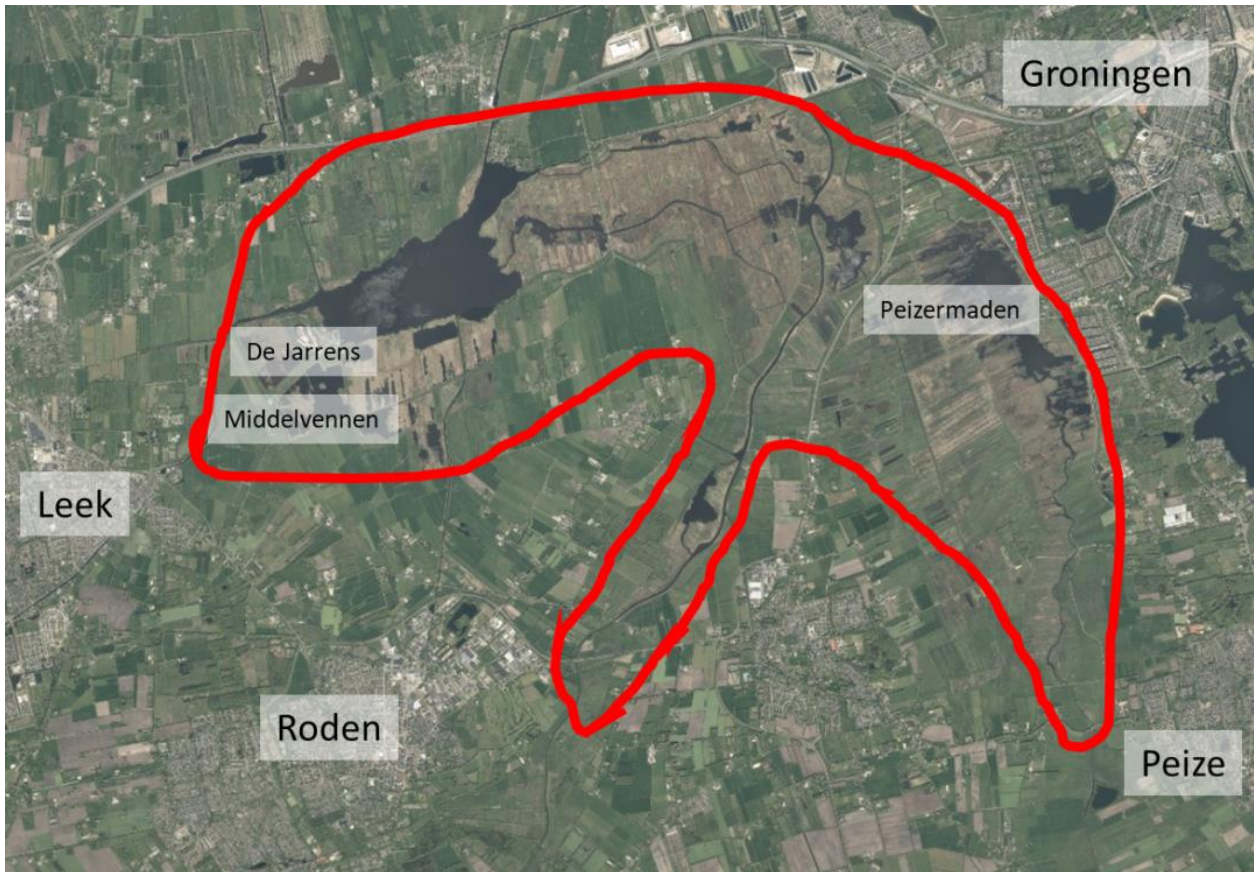 Groningen
Peizermaden
De Jarrens
Middelvennen
Leek
Roden
Peize